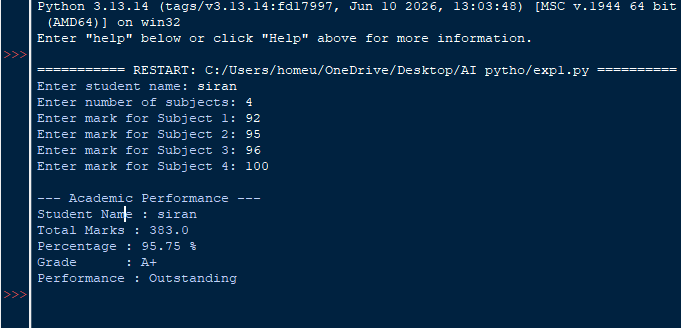 Python 3.13.14 (tags/v3.13.14:fd17997, Jun 10 2026, 13:03:48) [MSC v.1944 64 bit
(AMD64)] on win32
Enter "help" below or click "Help" above for more information.
>>>
=========== RESTART: C:/Users/homeu/OneDrive/Desktop/AI pytho/exp1.py ==========
Enter student name: siran
Enter number of subjects: 4
Enter mark for Subject 1: 92
Enter mark for Subject 2: 95
Enter mark for Subject 3: 96
Enter mark for Subject 4: 100
--- Academic Performance ---
Student Name : siran
Total Marks : 383.0
Percentage : 95.75 %
Grade      : A+
Performance : Outstanding
>>>